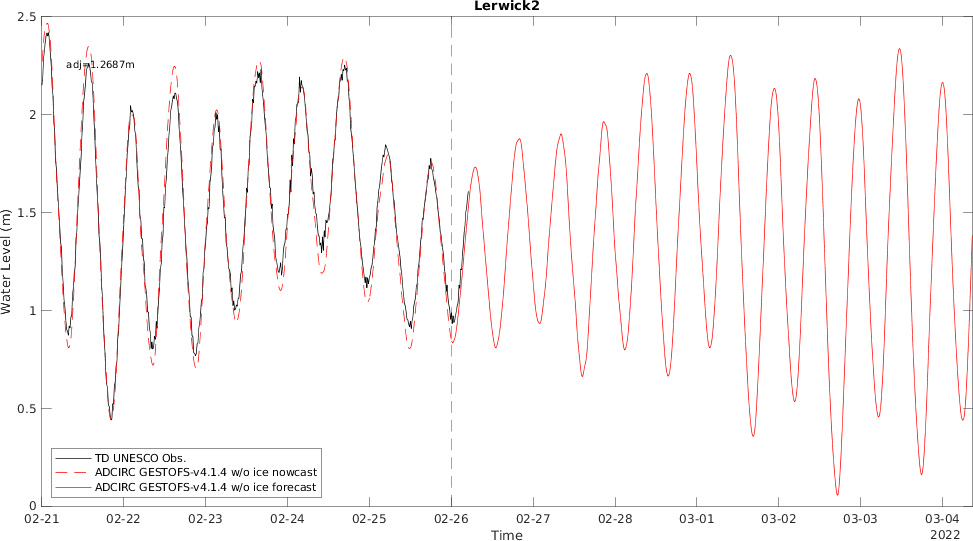 Lerwick2
adj=1.2687m
2.5
2
1.5
1
0.5
0
Water Level (m)
TD UNESCO Obs.
ADCIRC GESTOFS-v4.1.4 w/o ice nowcast
ADCIRC GESTOFS-v4.1.4 w/o ice forecast
02-21 02-22 02-23 02-24 02-25 02-26 02-27 02-28 03-01 03-02 03-03 03-04
Time
2022